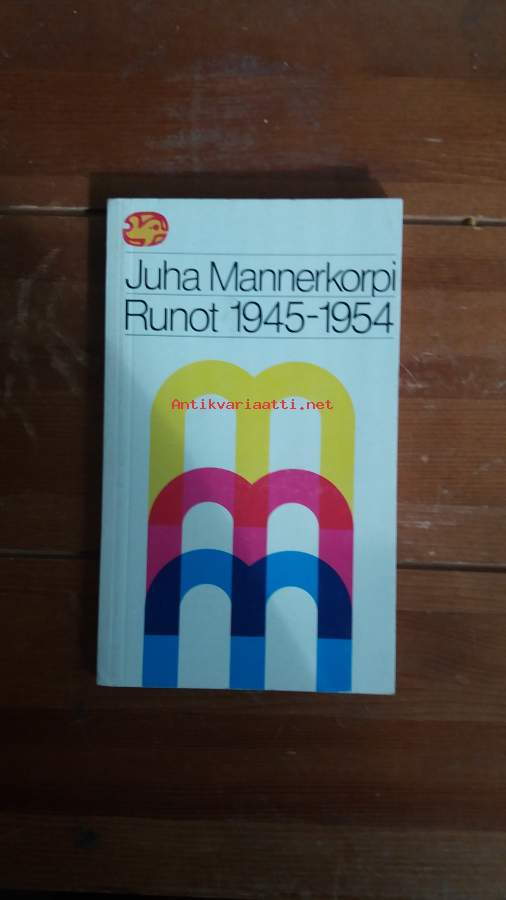 Juha Mannerkorpi
Runot 1945-1954
Antikvariaatti.net